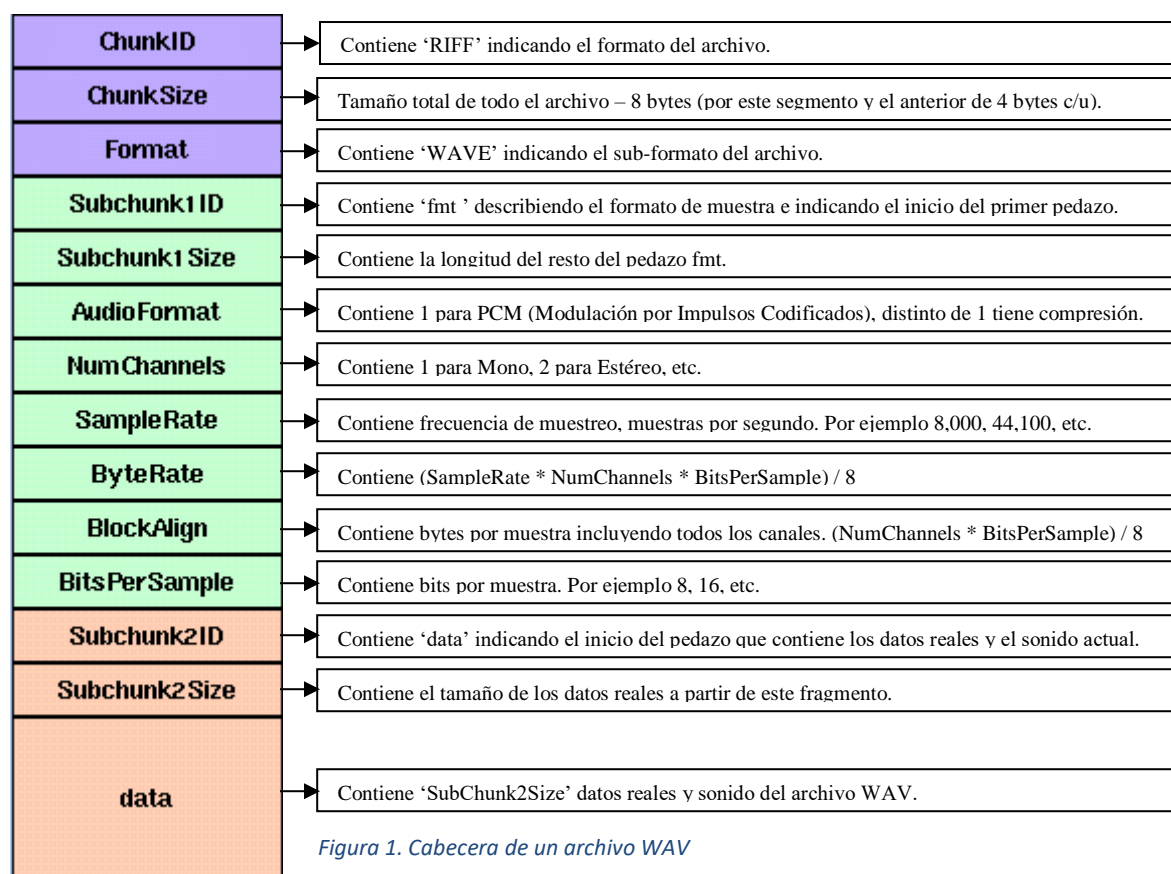 ChunkID
Contiene ‘RIFF’ indicando el formato del archivo.
ChunkSize
Tamaño total de todo el archivo – 8 bytes (por este segmento y el anterior de 4 bytes c/u).
Format
Contiene ‘WAVE’ indicando el sub-formato del archivo.
Subchunk1ID
Contiene ‘fmt ’ describiendo el formato de muestra e indicando el inicio del primer pedazo.
Subchunk1Size
Contiene la longitud del resto del pedazo fmt.
AudioFormat
Contiene 1 para PCM (Modulación por Impulsos Codificados), distinto de 1 tiene compresión.
NumChannels
Contiene 1 para Mono, 2 para Estéreo, etc.
SampleRate
Contiene frecuencia de muestreo, muestras por segundo. Por ejemplo 8,000, 44,100, etc.
ByteRate
Contiene (SampleRate * NumChannels * BitsPerSample) / 8
BlockAlign
Contiene bytes por muestra incluyendo todos los canales. (NumChannels * BitsPerSample) / 8
BitsPerSample
Contiene bits por muestra. Por ejemplo 8, 16, etc.
Subchunk2ID
Contiene ‘data’ indicando el inicio del pedazo que contiene los datos reales y el sonido actual.
Subchunk2Size
Contiene el tamaño de los datos reales a partir de este fragmento.
data
Contiene ‘SubChunk2Size’ datos reales y sonido del archivo WAV.
Figura 1. Cabecera de un archivo WAV